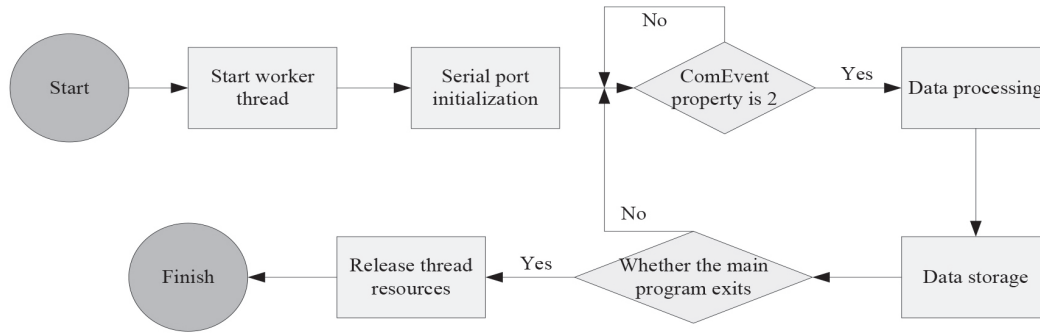 No
Start
Start worker
thread
Serial port
initialization
ComEvent
property is 2
Yes
Data processing
No
Finish
Release thread
resources
Yes
Whether the main
program exits
Data storage